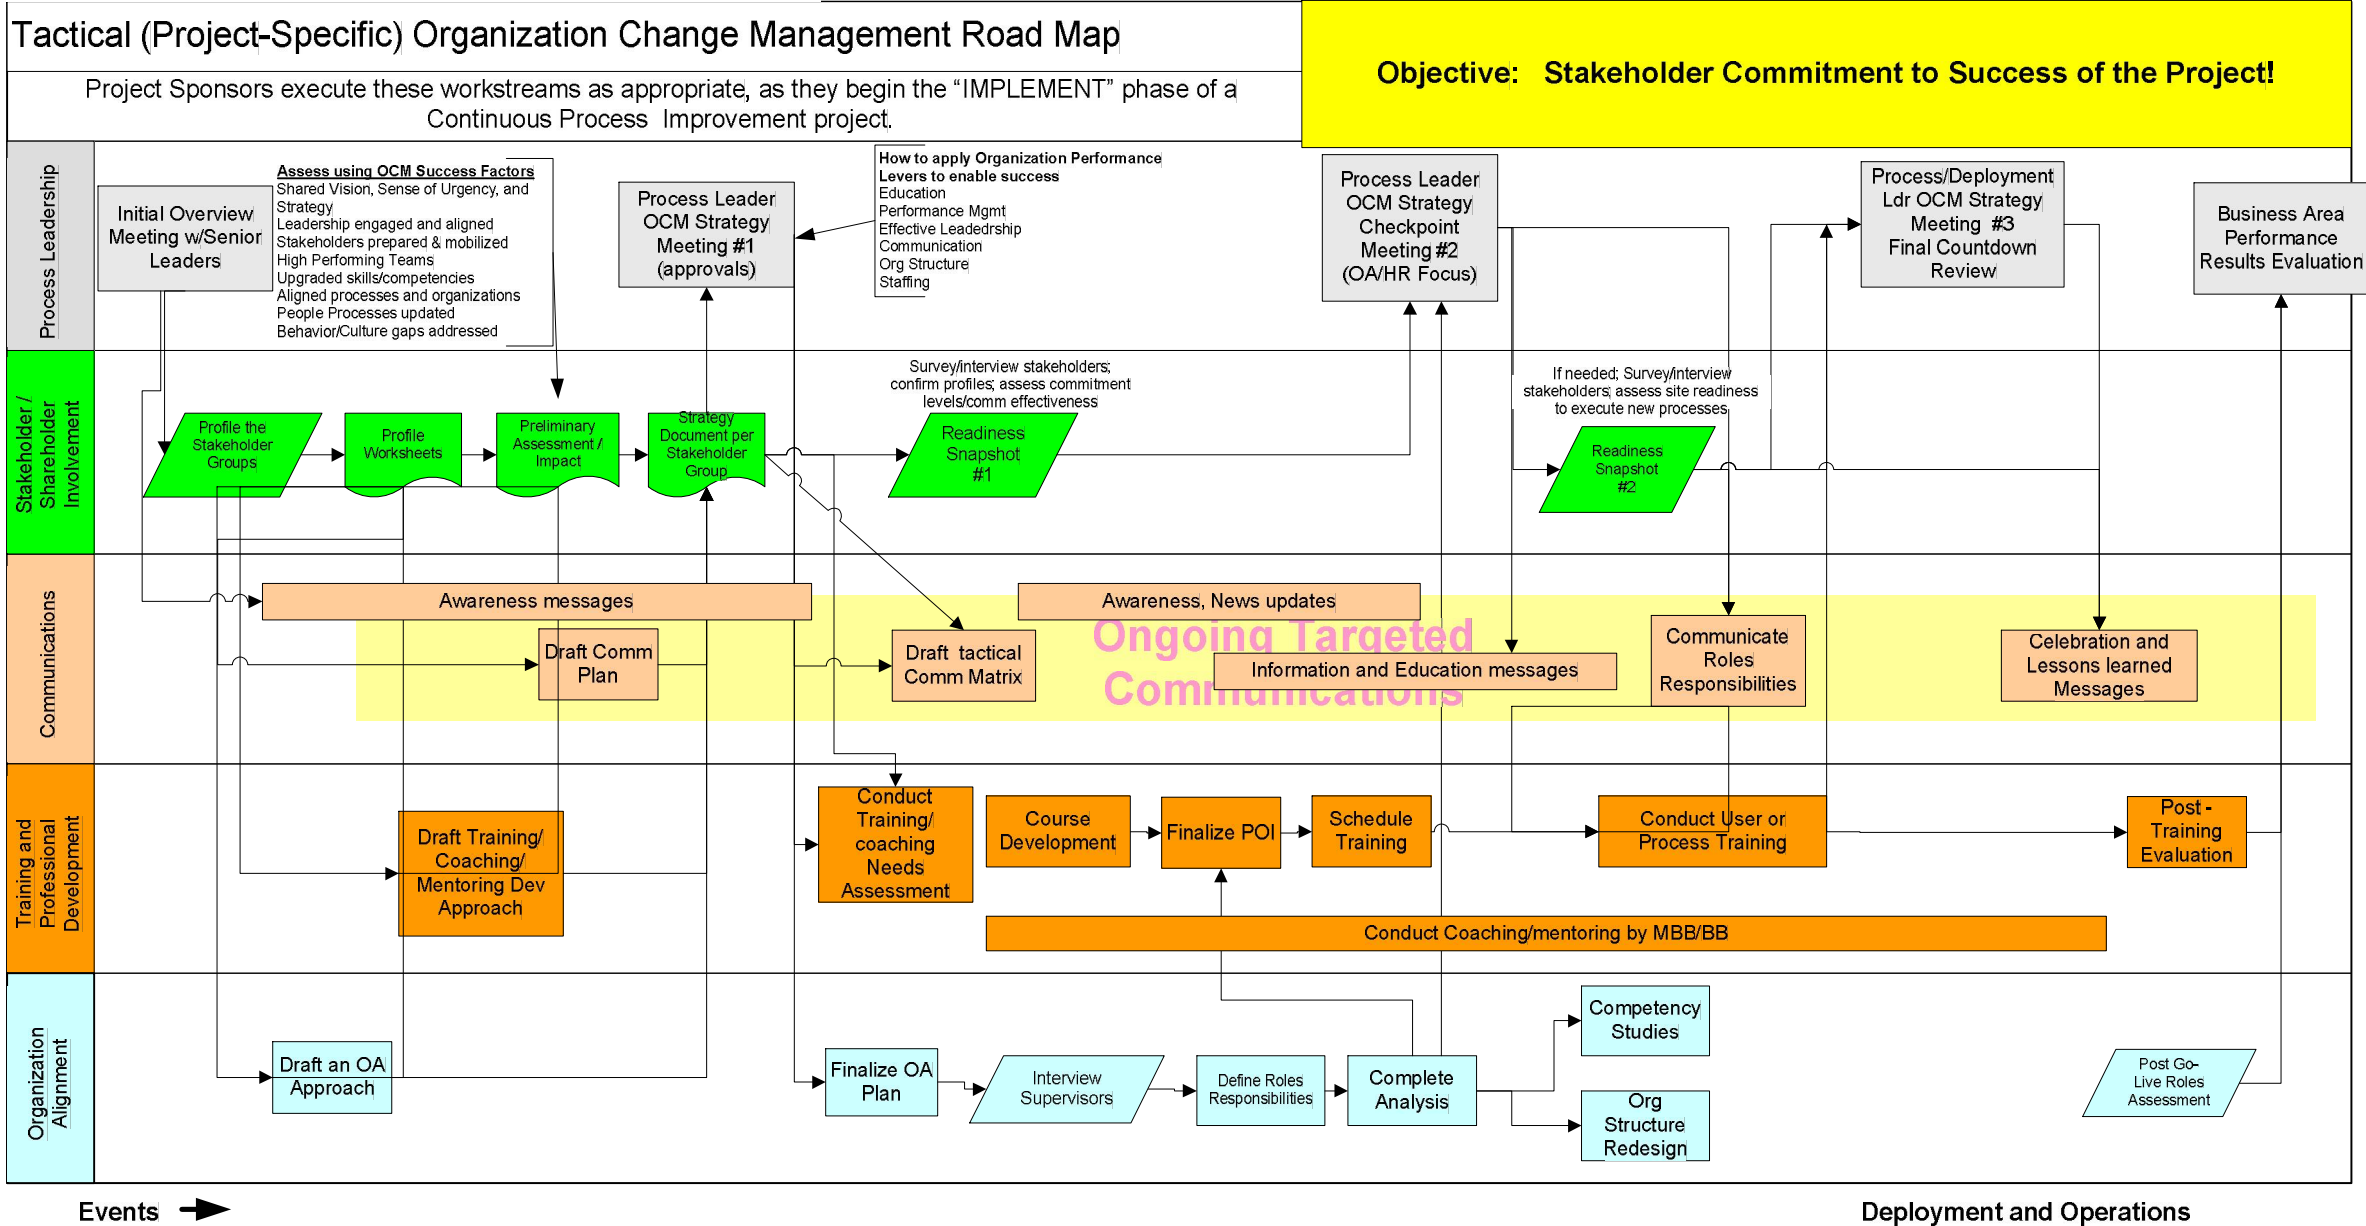 Tactical (Project-Specific) Organization Change Management Road Map
Objective: Stakeholder Commitment to Success of the Project!
Project Sponsors execute these workstreams as appropriate, as they begin the “IMPLEMENT” phase of a
Continuous Process Improvement project.
Process Leadership
Initial Overview
Meeting w/Senior
Leaders
Assess using OCM Success Factors
Shared Vision, Sense of Urgency, and
Strategy
Leadership engaged and aligned
Stakeholders prepared & mobilized
High Performing Teams
Upgraded skills/competencies
Aligned processes and organizations
People Processes updated
Behavior/Culture gaps addressed
Process Leader
OCM Strategy
Meeting #1
(approvals)
How to apply Organization Performance
Levers to enable success
Education
Performance Mgmt
Effective Leadedrship
Communication
Org Structure
Staffing
Process Leader
OCM Strategy
Checkpoint
Meeting #2
(OA/HR Focus)
Process/Deployment
Ldr OCM Strategy
Meeting #3
Final Countdown
Review
Business Area
Performance
Results Evaluation
Stakeholder /
Shareholder
Involvement
Profile the
Stakeholder
Groups
Profile
Worksheets
Preliminary
Assessment /
Impact
Strategy
Document per
Stakeholder
Group
Survey/interview stakeholders;
confirm profiles; assess commitment
levels/comm effectiveness
Readiness
Snapshot
#1
If needed; Survey/interview
stakeholders; assess site readiness
to execute new processes
Readiness
Snapshot
#2
Communications
Awareness messages
Draft Comm
Plan
Draft tactical
Comm Matrix
Awareness, News updates
Ongoing Targeted
Communications
Information and Education messages
Communicate
Roles
Responsibilities
Celebration and
Lessons learned
Messages
Training and
Professional
Development
Draft Training/
Coaching/
Mentoring Dev
Approach
Conduct
Training/
coaching
Needs
Assessment
Course
Development
Finalize POI
Schedule
Training
Conduct User or
Process Training
Post -
Training
Evaluation
Conduct Coaching/mentoring by MBB/BB
Organization
Alignment
Draft an OA
Approach
Finalize OA
Plan
Interview
Supervisors
Define Roles
Responsibilities
Complete
Analysis
Competency
Studies
Org
Structure
Redesign
Post Go-
Live Roles
Assessment
Events
Deployment and Operations